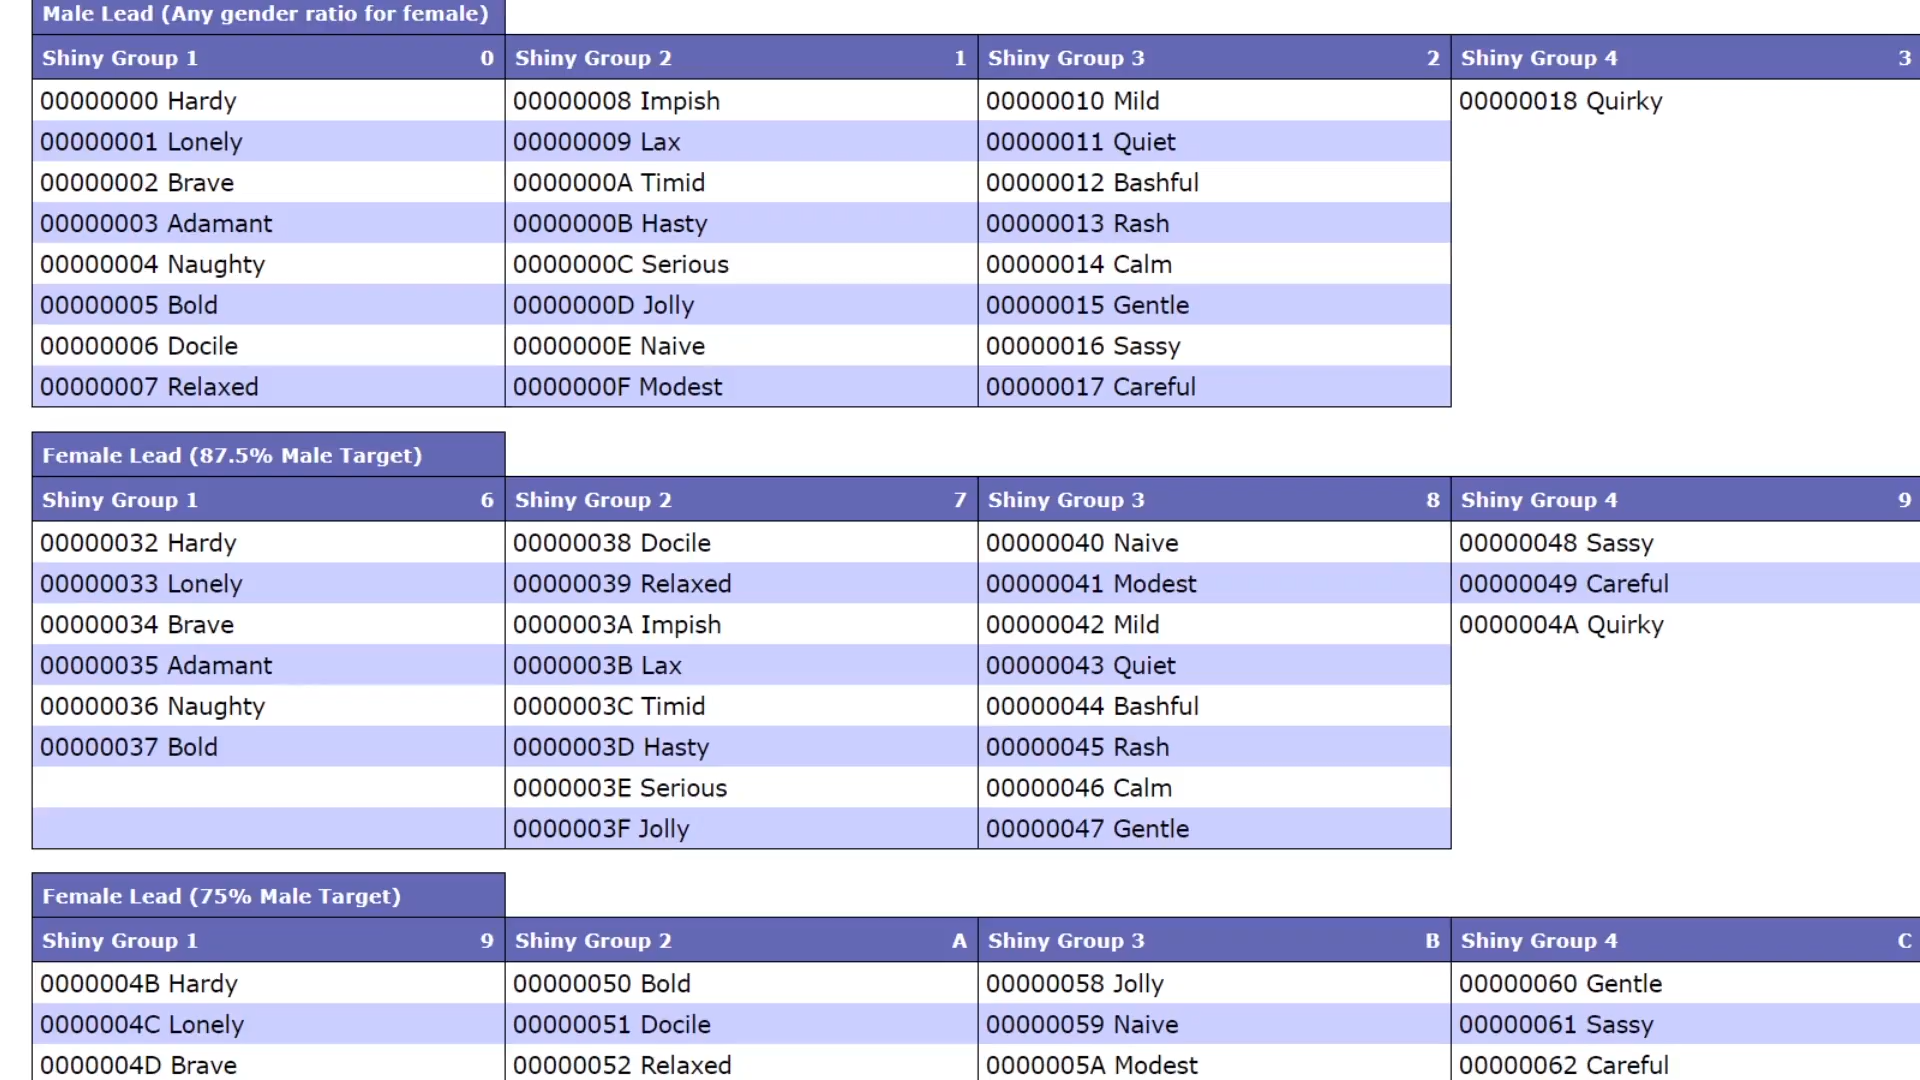 Male Lead (Any gender ratio for female)
Shiny Group 1 0 Shiny Group 2 1 Shiny Group 3 2 Shiny Group 4 3
00000000 Hardy 00000008 Impish 00000010 Mild 00000018 Quirky
00000001 Lonely 00000009 Lax 00000011 Quiet
00000002 Brave 0000000A Timid 00000012 Bashful
00000003 Adamant 0000000B Hasty 00000013 Rash
00000004 Naughty 0000000C Serious 00000014 Calm
00000005 Bold 0000000D Jolly 00000015 Gentle
00000006 Docile 0000000E Naive 00000016 Sassy
00000007 Relaxed 0000000F Modest 00000017 Careful
Female Lead (87.5% Male Target)
Shiny Group 1 6 Shiny Group 2 7 Shiny Group 3 8 Shiny Group 4 9
00000032 Hardy 00000038 Docile 00000040 Naive 00000048 Sassy
00000033 Lonely 00000039 Relaxed 00000041 Modest 00000049 Careful
00000034 Brave 0000003A Impish 00000042 Mild 0000004A Quirky
00000035 Adamant 0000003B Lax 00000043 Quiet
00000036 Naughty 0000003C Timid 00000044 Bashful
00000037 Bold 0000003D Hasty 00000045 Rash
0000003E Serious 00000046 Calm
0000003F Jolly 00000047 Gentle
Female Lead (75% Male Target)
Shiny Group 1 9 Shiny Group 2 A Shiny Group 3 B Shiny Group 4 C
0000004B Hardy 00000050 Bold 00000058 Jolly 00000060 Gentle
0000004C Lonely 00000051 Docile 00000059 Naive 00000061 Sassy
0000004D Brave 00000052 Relaxed 0000005A Modest 00000062 Careful